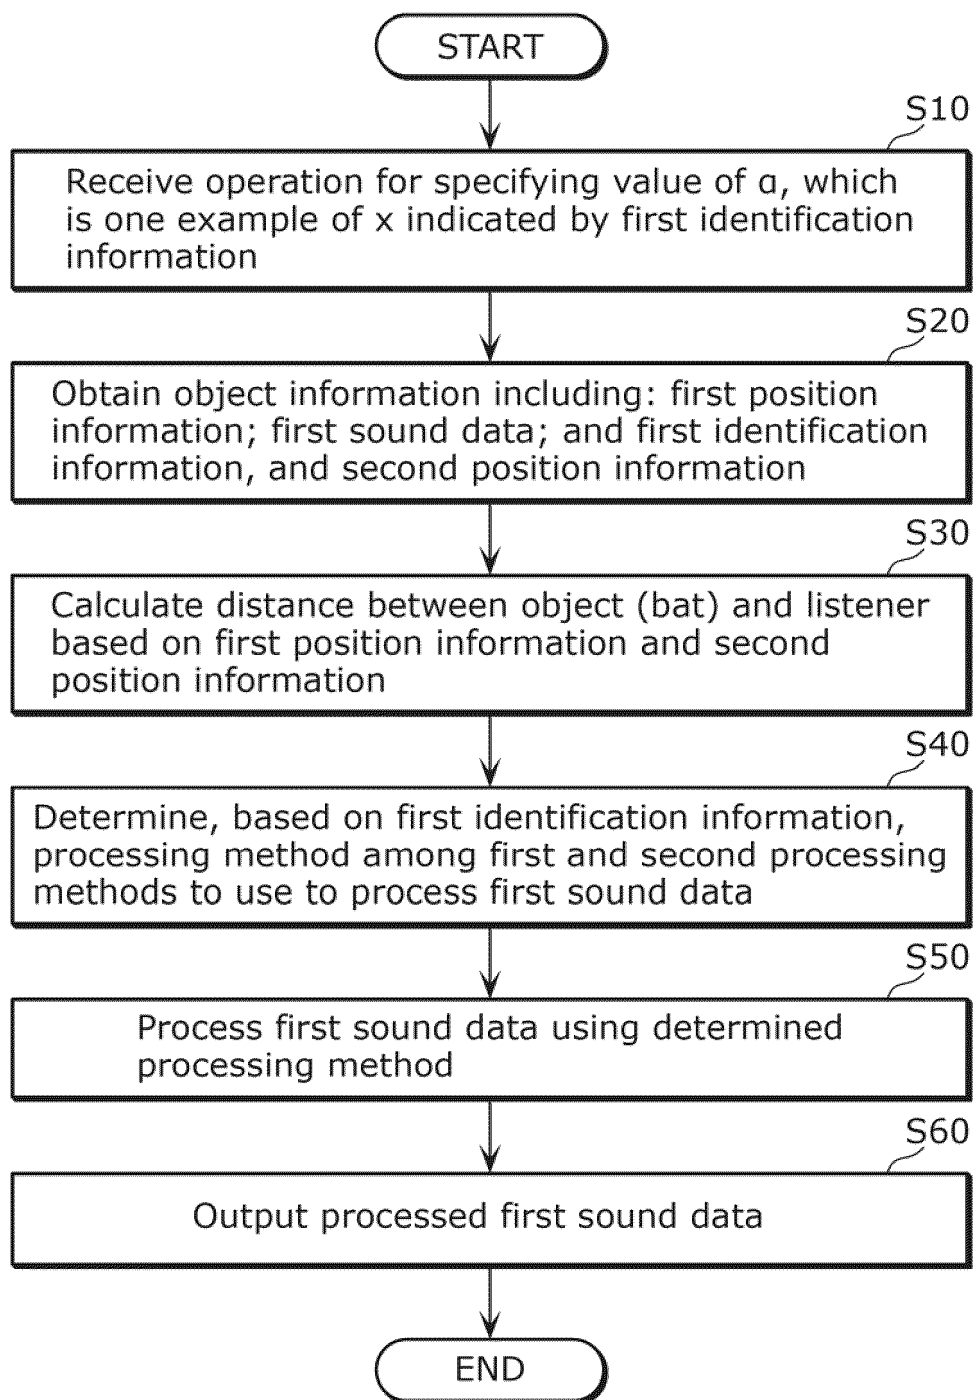 START
S10
Receive operation for specifying value of α, which
is one example of x indicated by first identification
information
S20
Obtain object information including: first position
information; first sound data; and first identification
information, and second position information
S30
Calculate distance between object (bat) and listener
based on first position information and second
position information
S40
Determine, based on first identification information,
processing method among first and second processing
methods to use to process first sound data
S50
Process first sound data using determined
processing method
S60
Output processed first sound data
END